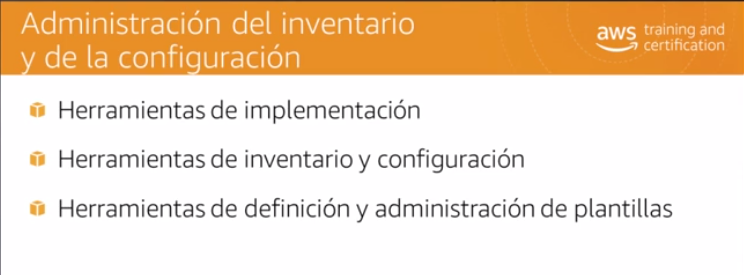 Administración del inventario
y de la configuración
aws training and
certification
Herramientas de implementación
Herramientas de inventario y configuración
Herramientas de definición y administración de plantillas